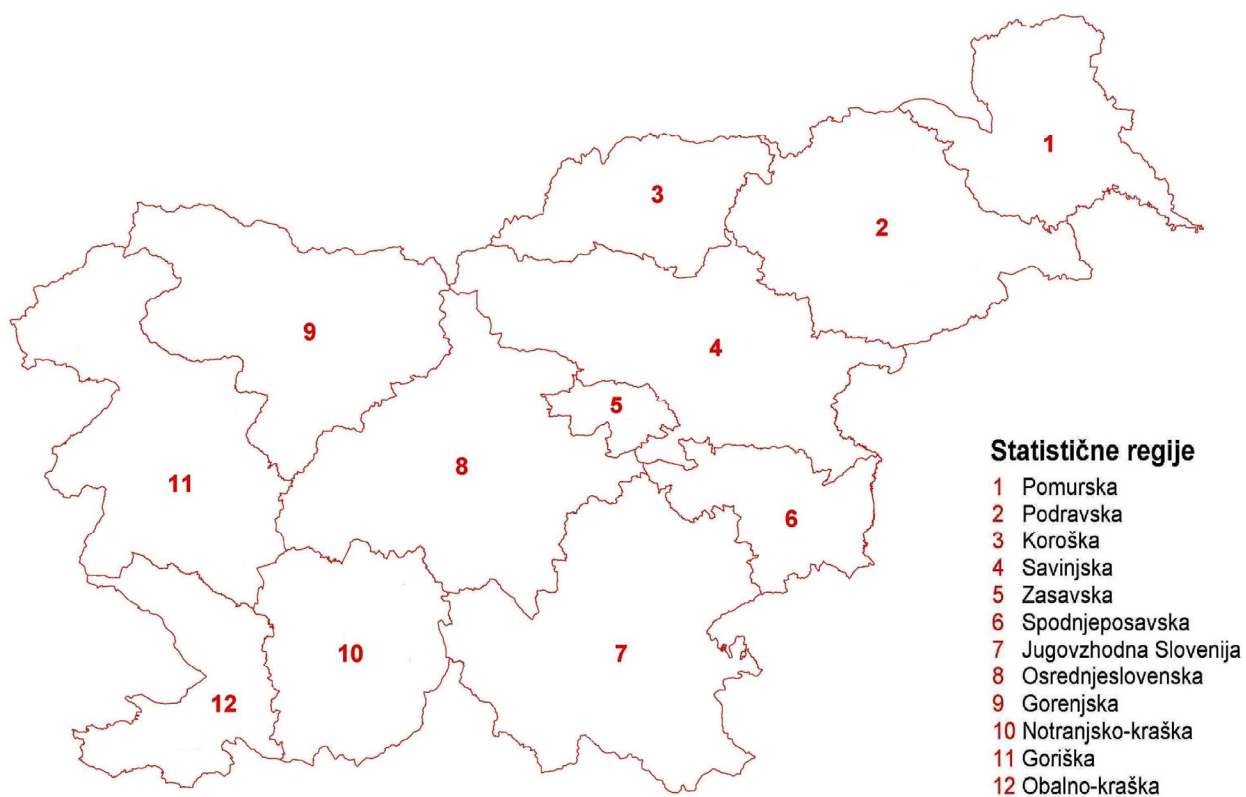 1
3
2
9
4
5
8
11
6
10
7
12
Statistične regije
1 Pomurska
2 Podravska
3 Koroška
4 Savinjska
5 Zasavska
6 Spodnjeposavska
7 Jugovzhodna Slovenija
8 Osrednjeslovenska
9 Gorenjska
10 Notranjsko-kraška
11 Goriška
12 Obalno-kraška